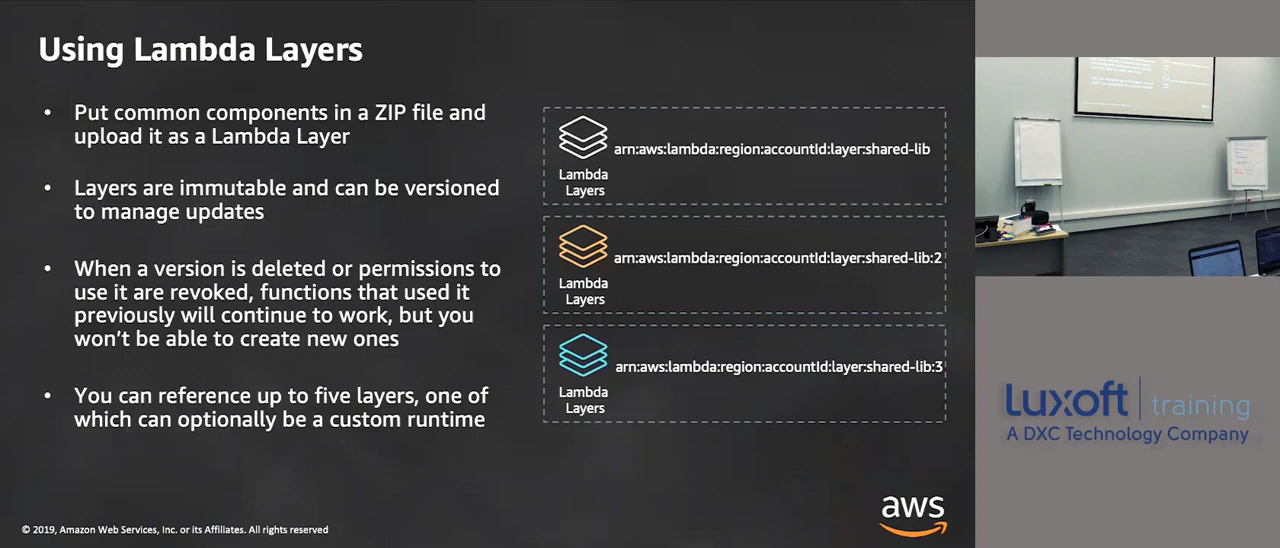 Using Lambda Layers
• Put common components in a ZIP file and
upload it as a Lambda Layer
• Layers are immutable and can be versioned
to manage updates
• When a version is deleted or permissions to
use it are revoked, functions that used it
previously will continue to work, but you
won't be able to create new ones
• You can reference up to five layers, one of
which can optionally be a custom runtime
arn:aws:lambda:region:accountId:layer:shared-lib
Lambda
Layers
arn:aws:lambda:region:accountId:layer:shared-lib:2
Lambda
Layers
arn:aws:lambda:region:accountId:layer:shared-lib:3
Lambda
Layers
© 2019, Amazon Web Services, Inc. or its Affiliates. All rights reserved
aws
Luxoft training
A DXC Technology Company